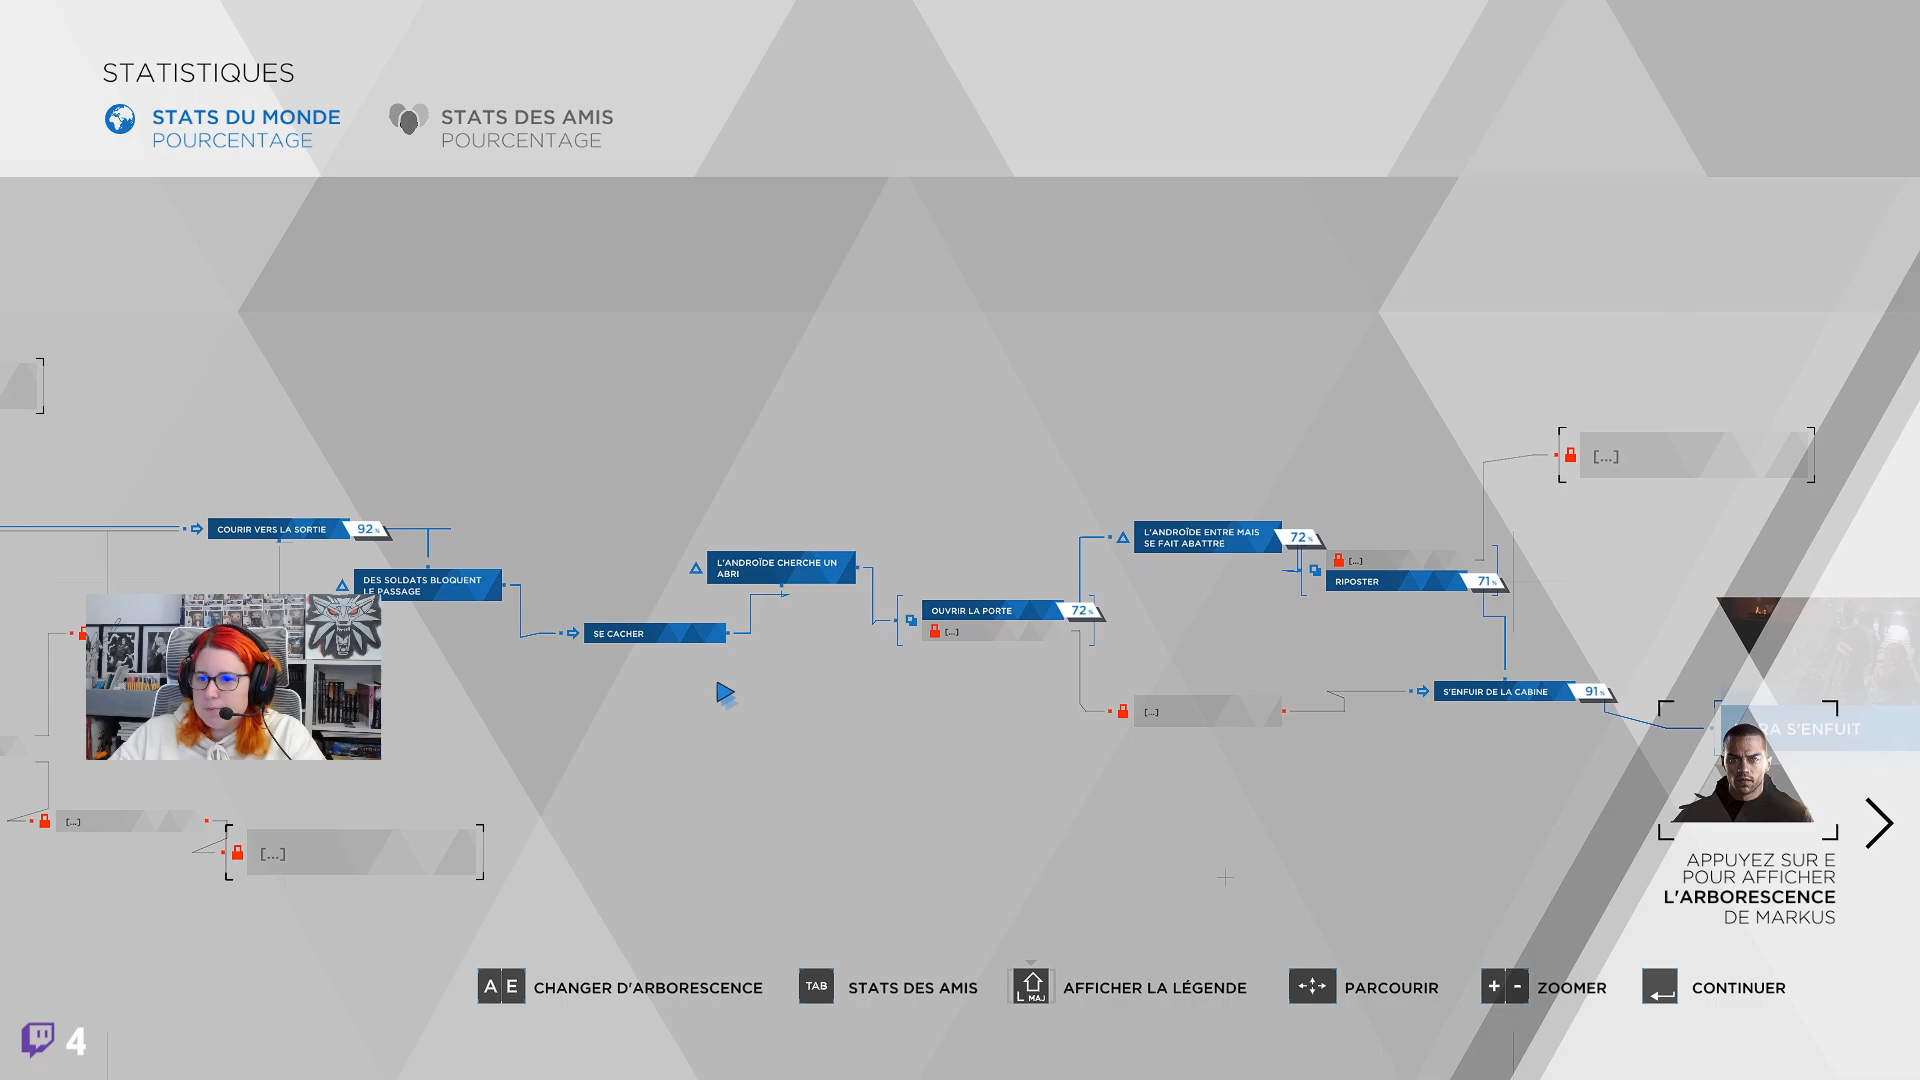 STATISTIQUES
STATS DU MONDE
POURCENTAGE
STATS DES AMIS
POURCENTAGE
[...]
COURIR VERS LA SORTIE
92%
L'ANDROÏDE ENTRE MAIS
SE FAIT ABATTRE
72%
[...]
L'ANDROÏDE CHERCHE UN
ABRI
DES SOLDATS BLOQUENT
LE PASSAGE
RIPOSTER
71%
OUVRIR LA PORTE
72%
[...]
SE CACHER
S'ENFUIR DE LA CABINE
91%
[...]
RA S'ENFUIT
[...]
[...]
APPUYEZ SUR E
POUR AFFICHER
L'ARBORESCENCE
DE MARKUS
A E
CHANGER D'ARBORESCENCE
TAB
STATS DES AMIS
L MAJ
AFFICHER LA LÉGENDE
PARCOURIR
+ -
ZOOMER
CONTINUER
4